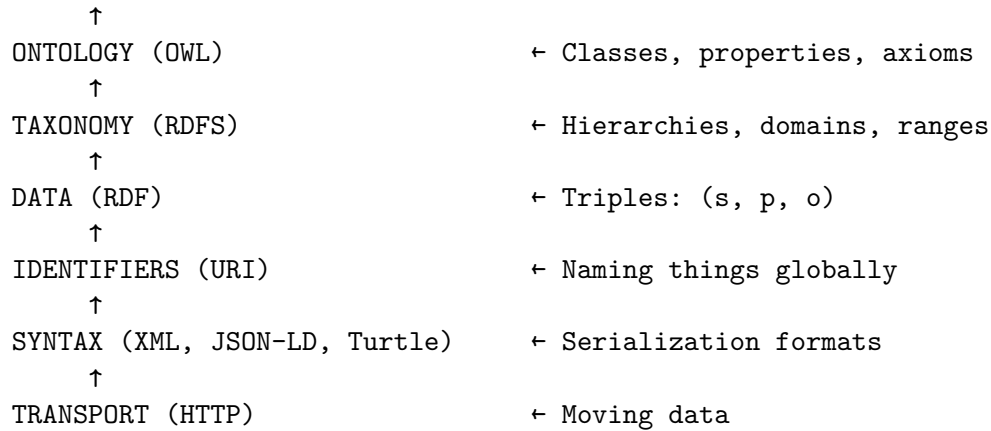 ↑
ONTOLOGY (OWL) ← Classes, properties, axioms
↑
TAXONOMY (RDFS) ← Hierarchies, domains, ranges
↑
DATA (RDF) ← Triples: (s, p, o)
↑
IDENTIFIERS (URI) ← Naming things globally
↑
SYNTAX (XML, JSON-LD, Turtle) ← Serialization formats
↑
TRANSPORT (HTTP) ← Moving data